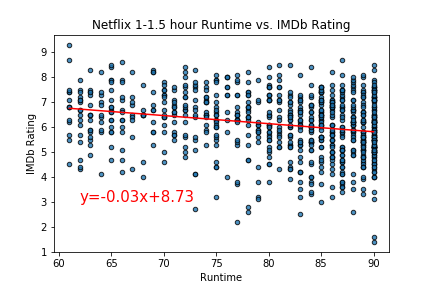 Netflix 1-1.5 hour Runtime vs. IMDb Rating
9
8
7
6
5
4
3
2
1
IMDb Rating
y=-0.03x+8.73
60 65 70 75 80 85 90
Runtime